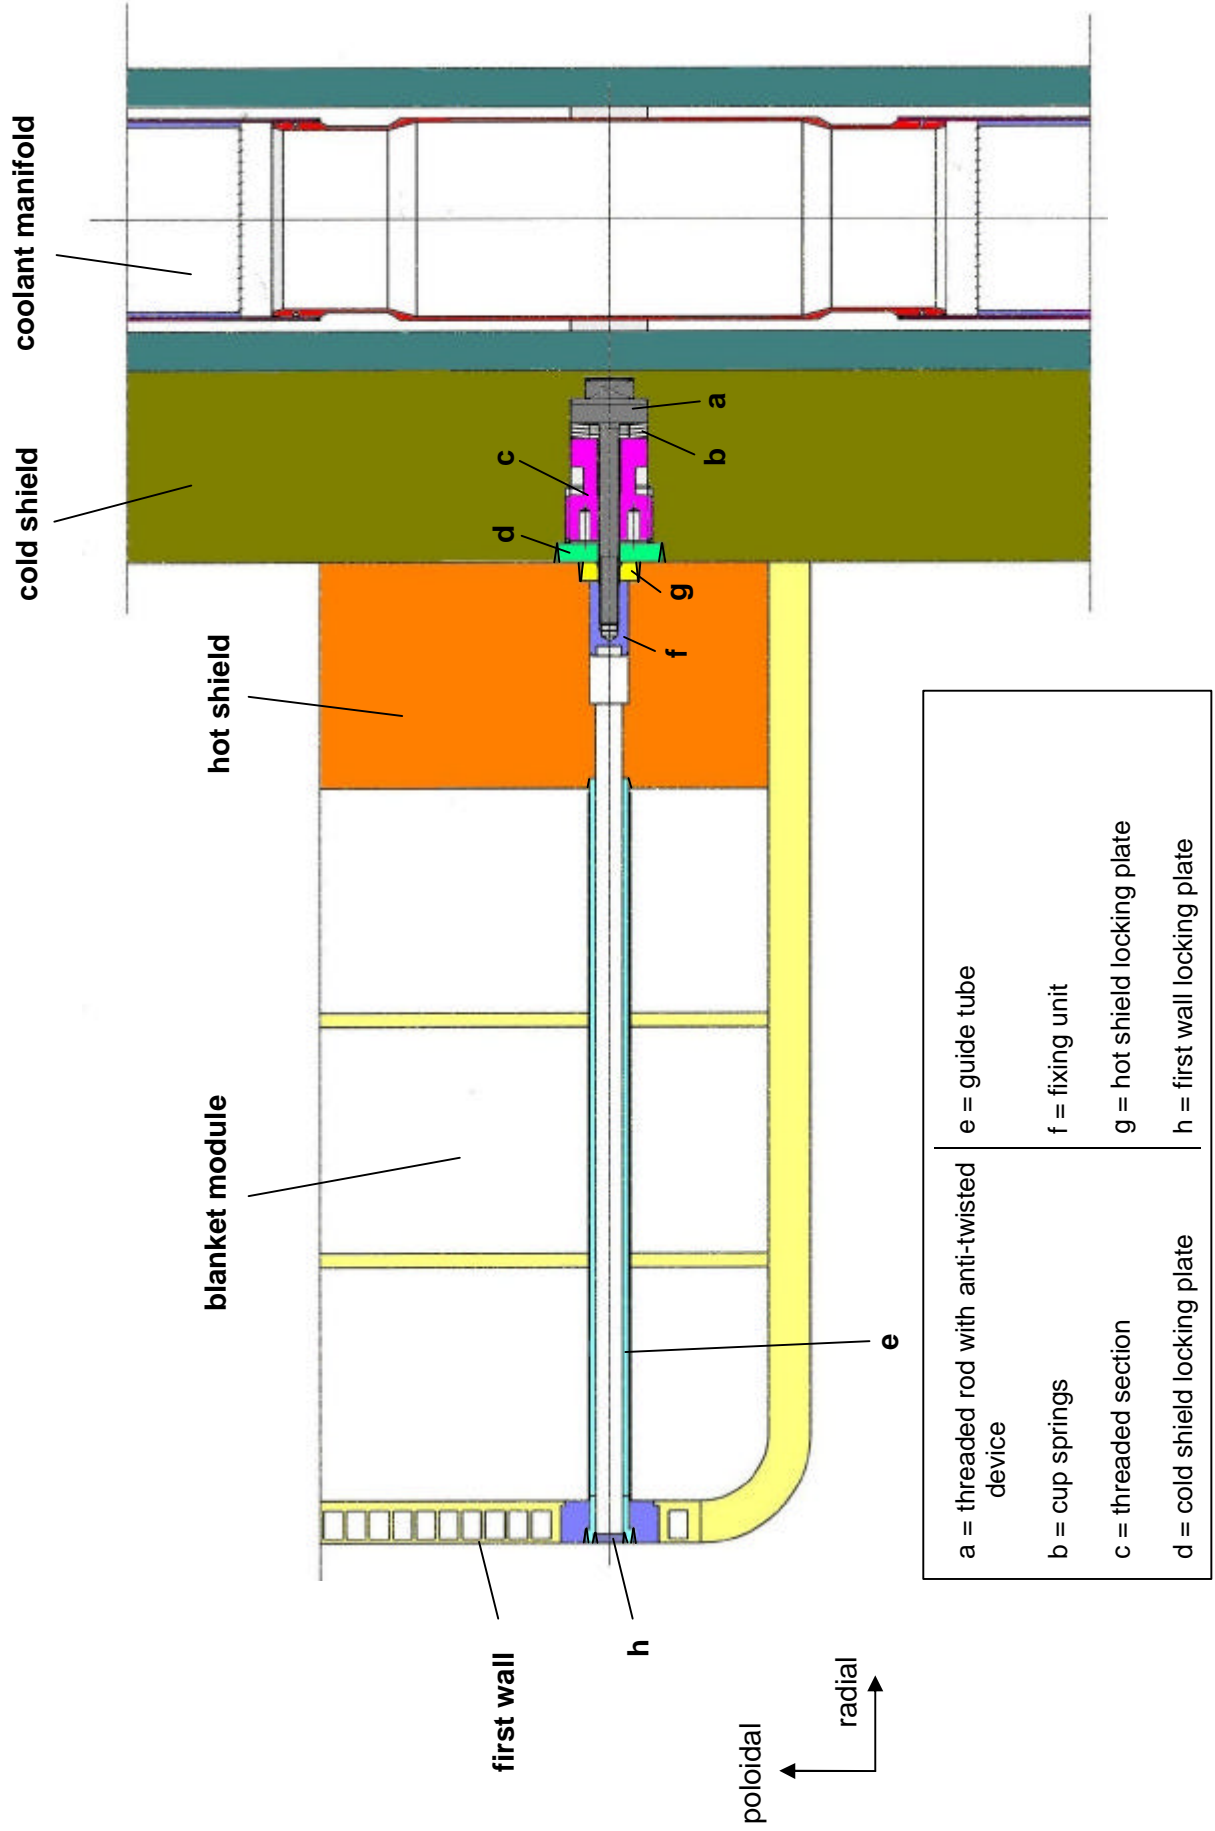 coolant manifold
cold shield
hot shield
blanket module
first wall
a
b
c
d
g
f
e
h
poloidal
radial
a = threaded rod with anti-twisted
device
b = cup springs
c = threaded section
d = cold shield locking plate
e = guide tube
f = fixing unit
g = hot shield locking plate
h = first wall locking plate